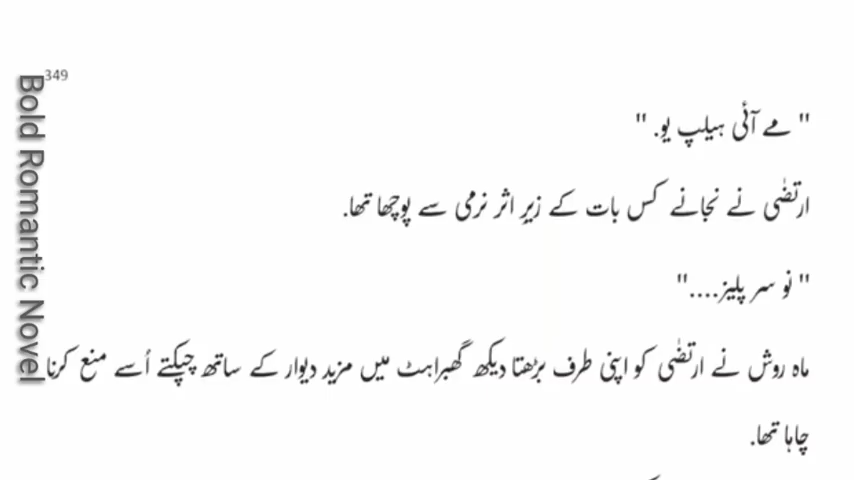 349
Bold Romantic Novel
" مے آئی ہیلپ یو. "
ارتضٰی نے نجانے کس بات کے زیرِ اثر نرمی سے پوچھا تھا.
" نو سر پلیز...."
ماہ روش نے ارتضٰی کو اپنی طرف بڑھتا دیکھ گھبراہٹ میں مزید دیوار کے ساتھ چپکتے اُسے منع کرنا
چاہا تھا.